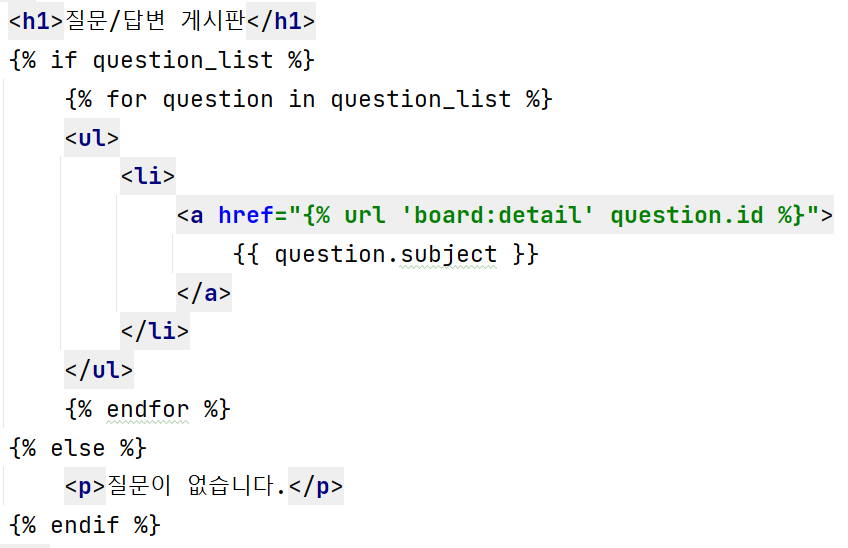 <h1>질문/답변 게시판</h1>
{% if question_list %}
    {% for question in question_list %}
    <ul>
        <li>
            <a href="{% url 'board:detail' question.id %}">
                {{ question.subject }}
            </a>
        </li>
    </ul>
    {% endfor %}
{% else %}
    <p>질문이 없습니다.</p>
{% endif %}